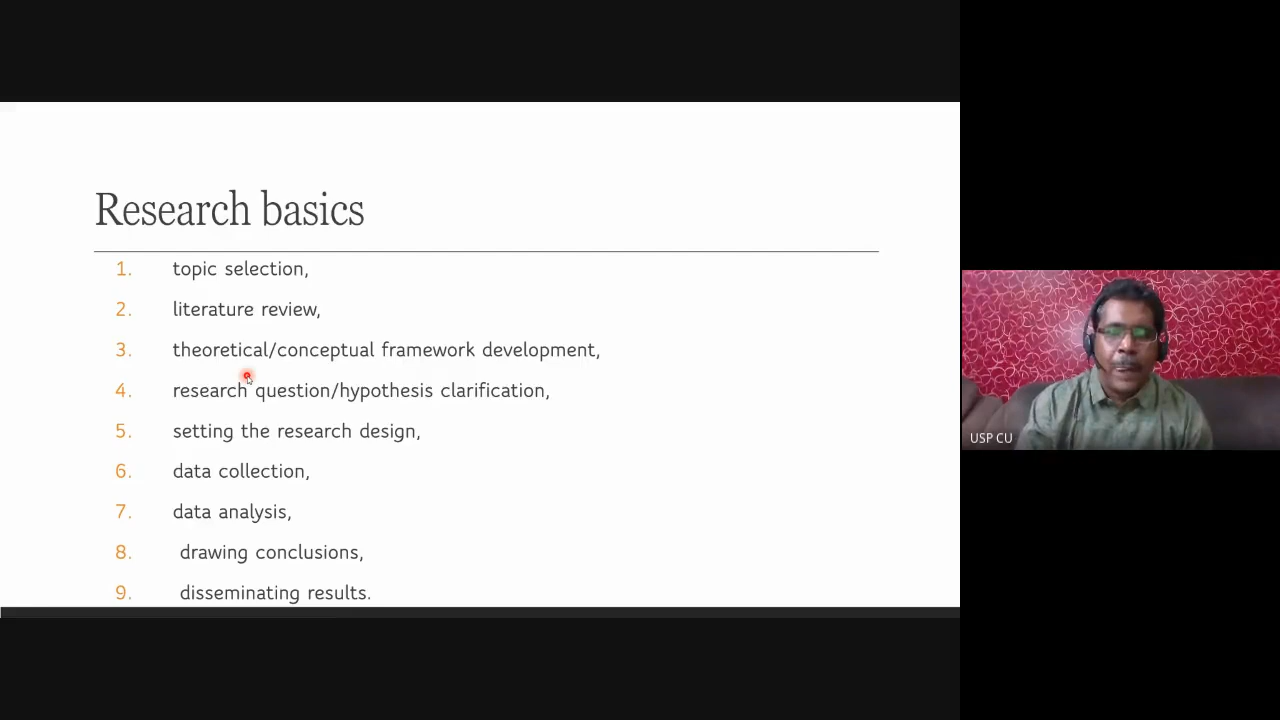 Research basics
1. topic selection,
2. literature review,
3. theoretical/conceptual framework development,
4. research question/hypothesis clarification,
5. setting the research design,
6. data collection,
7. data analysis,
8. drawing conclusions,
9. disseminating results.
USP CU